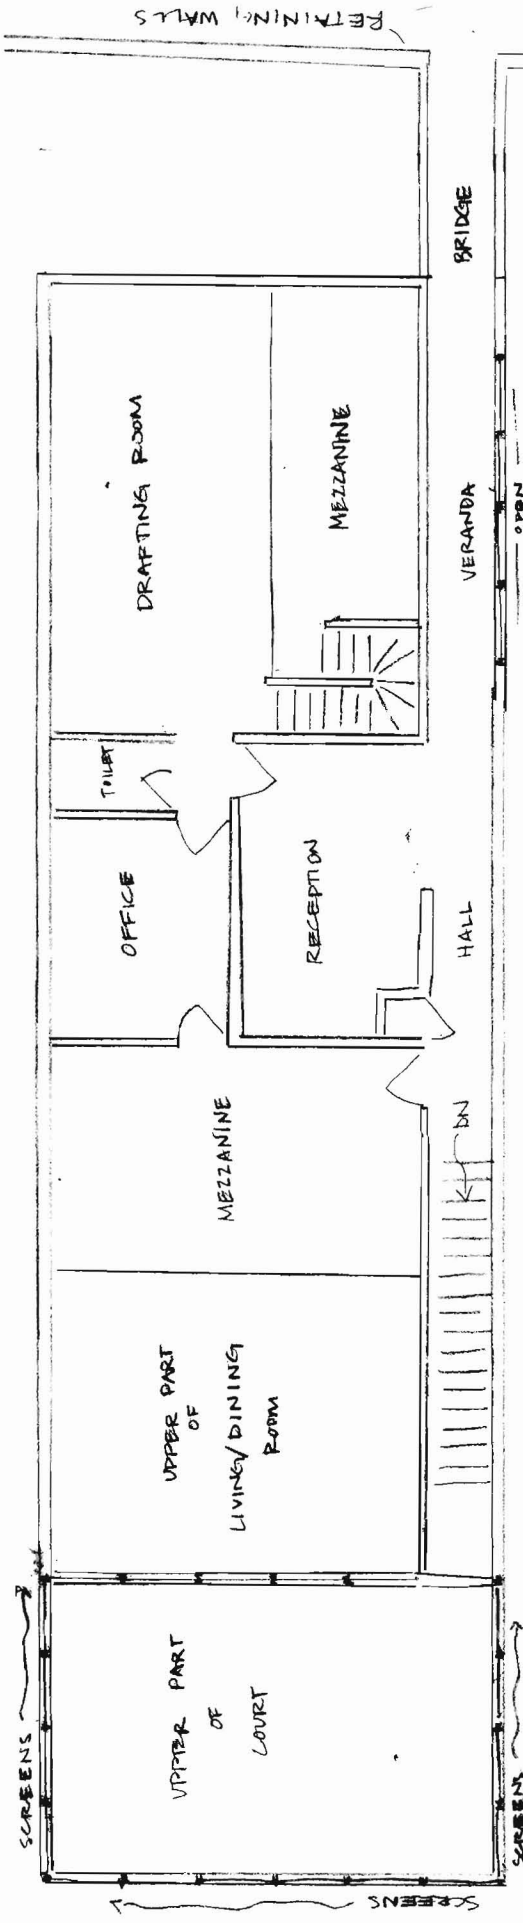 RETAINING WALLS
BRIDGE
DRAFTING ROOM
MEZZANINE
VERANDA
OPEN
TOILET
OFFICE
RECEPTION
HALL
MEZZANINE
DN
UPPER PART
OF
LIVING/DINING
ROOM
SCREENS
UPPER PART
OF
COURT
SCREENS
SCREENS